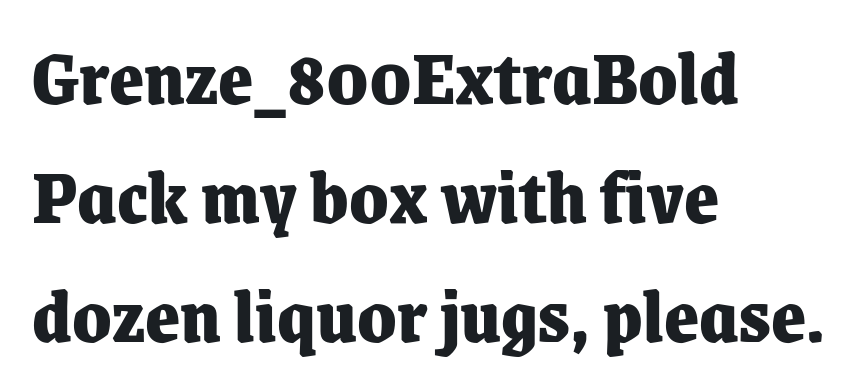 Grenze_800ExtraBold
Pack my box with five
dozen liquor jugs, please.